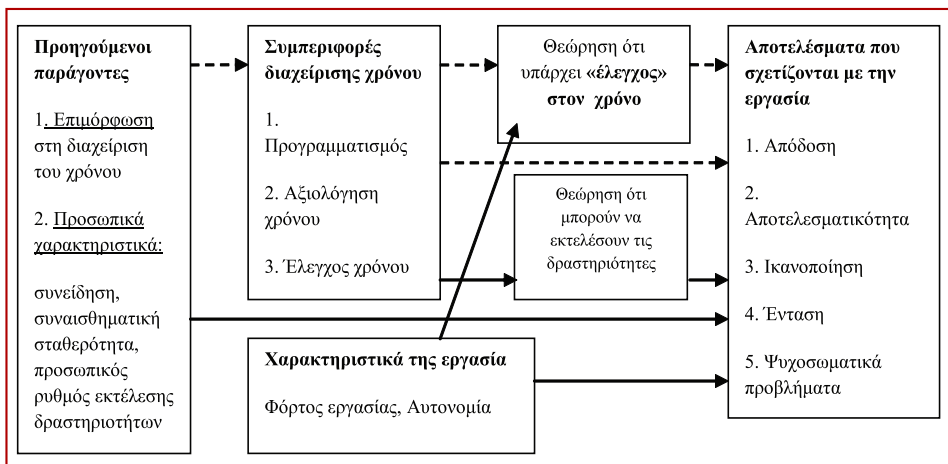 Προηγούμενοι
παράγοντες
1. Επιμόρφωση
στη διαχείριση
του χρόνου
2. Προσωπικά
χαρακτηριστικά:
συνείδηση,
συναισθηματική
σταθερότητα,
προσωπικός
ρυθμός εκτέλεσης
δραστηριοτήτων
Συμπεριφορές
διαχείρισης χρόνου
1.
Προγραμματισμός
2. Αξιολόγηση
χρόνου
3. Έλεγχος χρόνου
Θεώρηση ότι
υπάρχει «έλεγχος»
στον χρόνο
Θεώρηση ότι
μπορούν να
εκτελέσουν τις
δραστηριότητες
Χαρακτηριστικά της εργασία
Φόρτος εργασίας, Αυτονομία
Αποτελέσματα που
σχετίζονται με την
εργασία
1. Απόδοση
2.
Αποτελεσματικότητα
3. Ικανοποίηση
4. Ένταση
5. Ψυχοσωματικά
προβλήματα